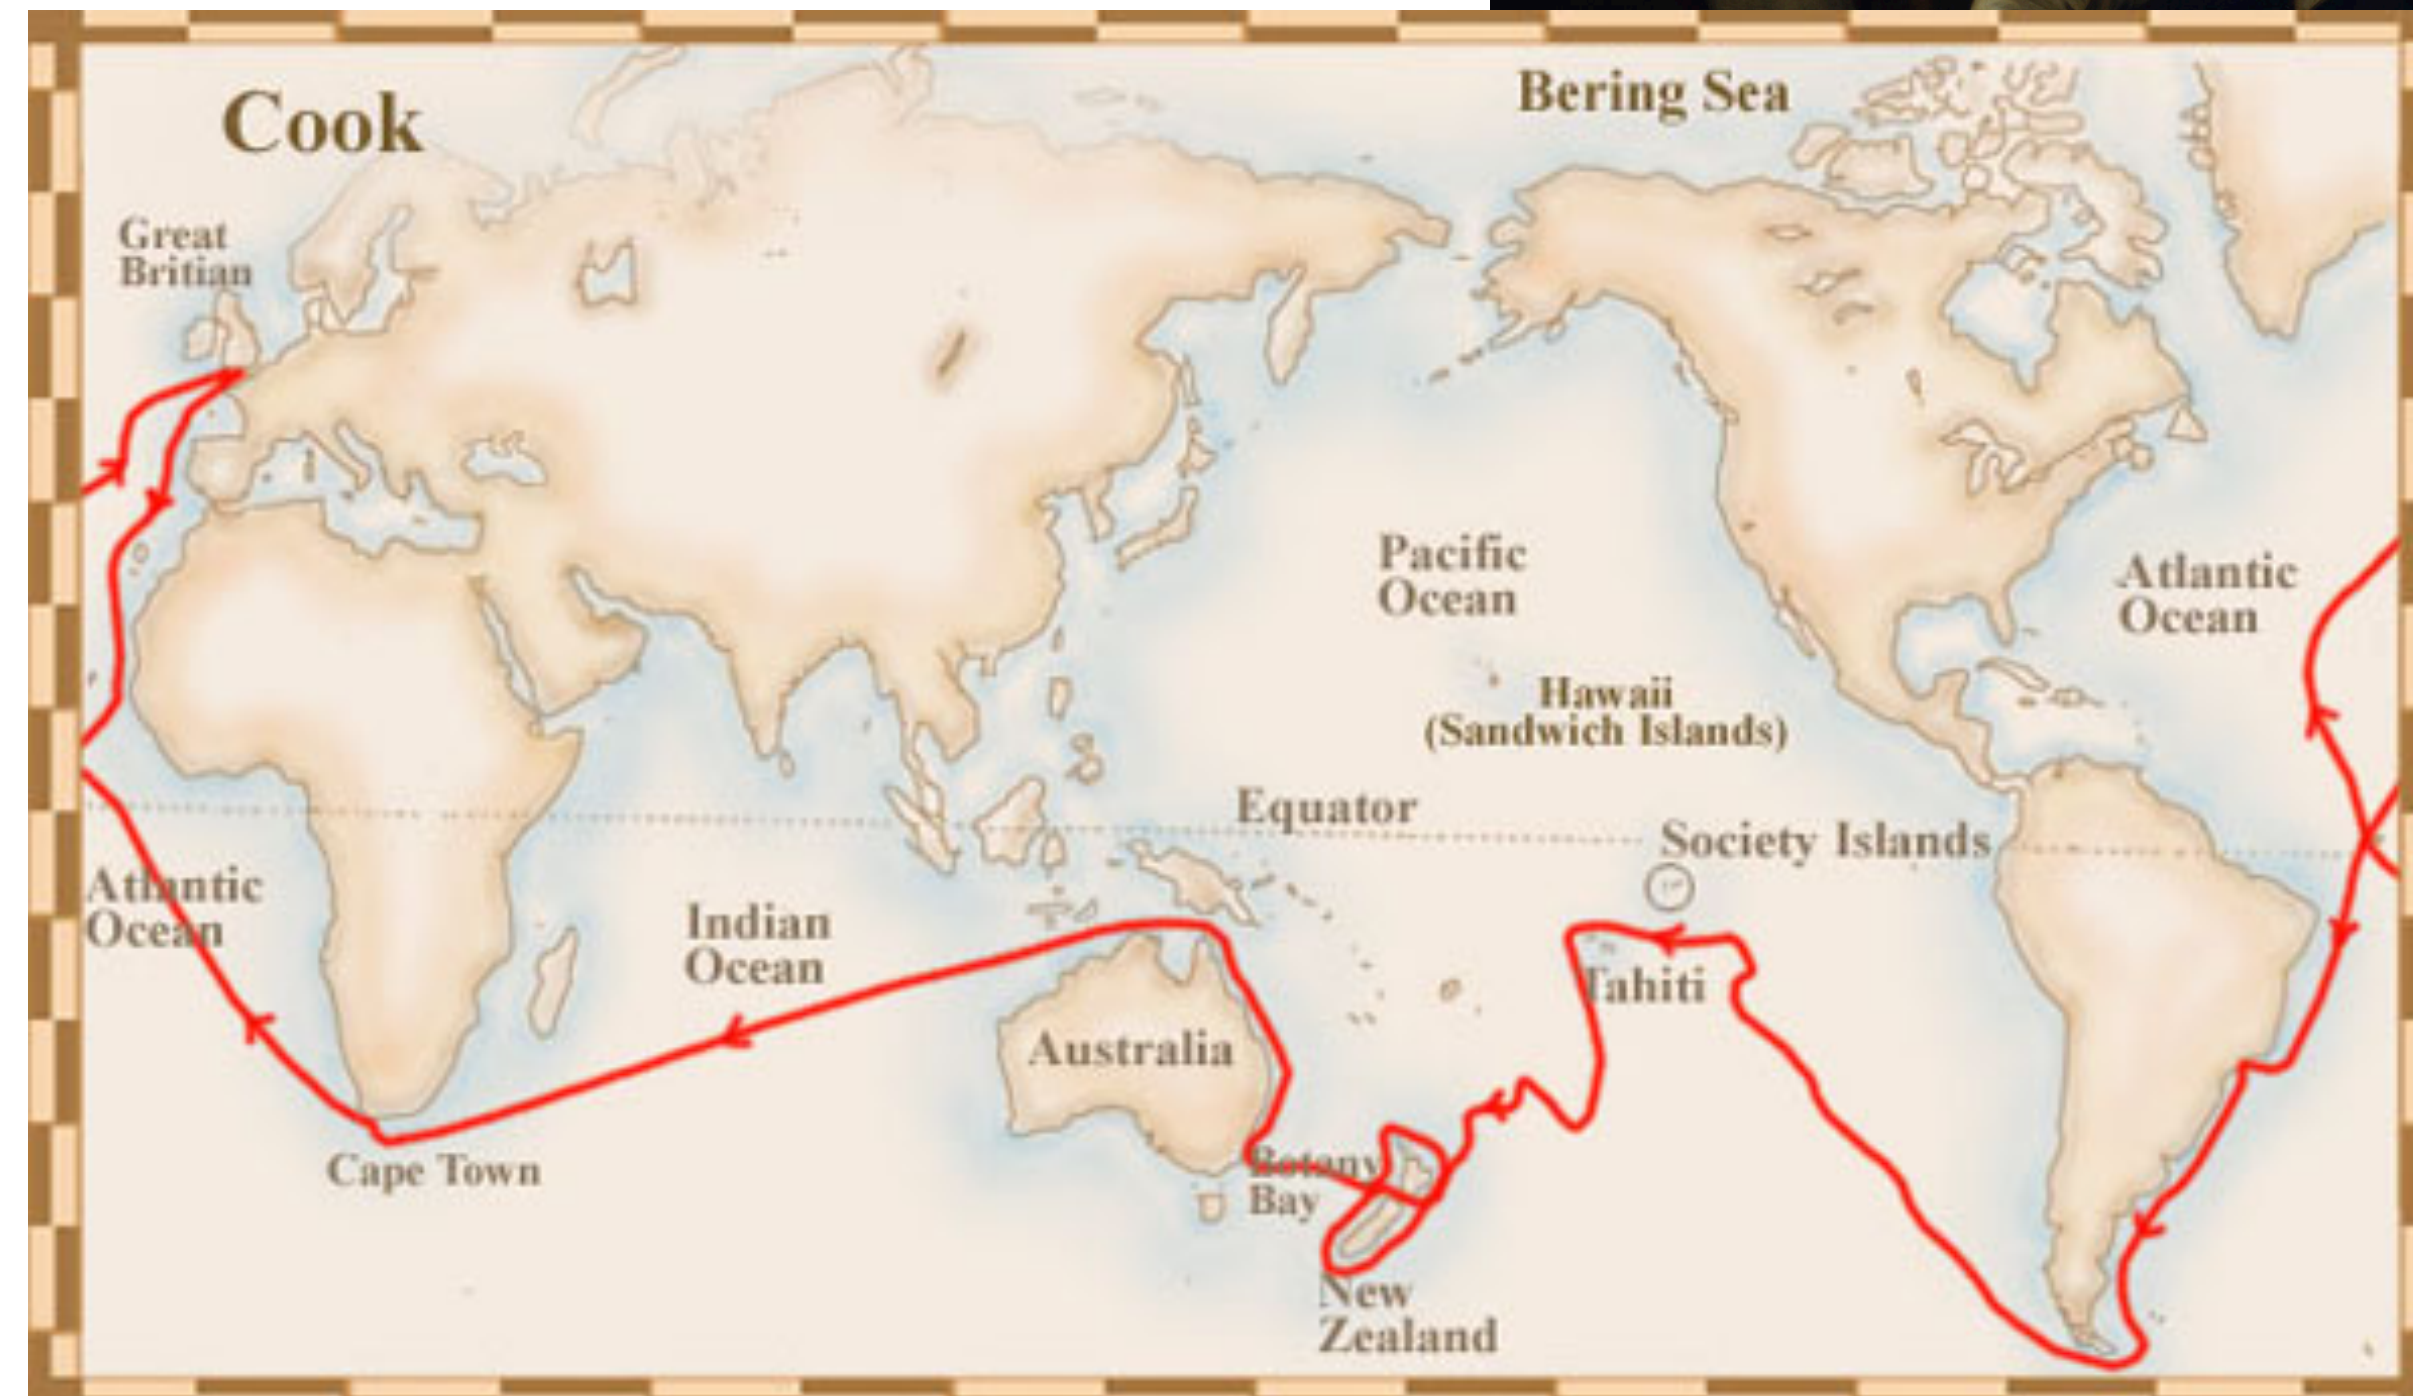 Cook
Bering Sea
Great
Britian
Pacific
Ocean
Atlantic
Ocean
Hawaii
(Sandwich Islands)
Equator
Society Islands
Atlantic
Ocean
Indian
Ocean
Tahiti
Australia
Cape Town
Botany
Bay
New
Zealand